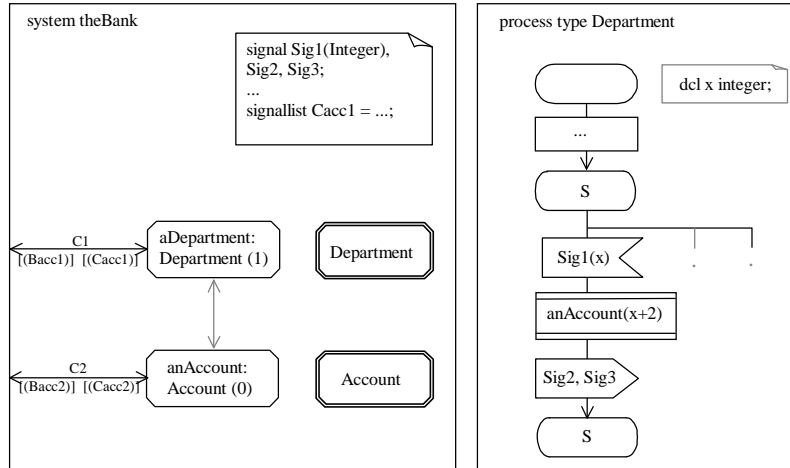 system theBank
signal Sig1(Integer),
Sig2, Sig3;
...
signallist Cacc1 = ...;
C1
[(Bacc1)] [(Cacc1)]
aDepartment:
Department (1)
Department
C2
[(Bacc2)] [(Cacc2)]
anAccount:
Account (0)
Account
process type Department
dcl x integer;
...
S
Sig1(x)
. .
anAccount(x+2)
Sig2, Sig3
S